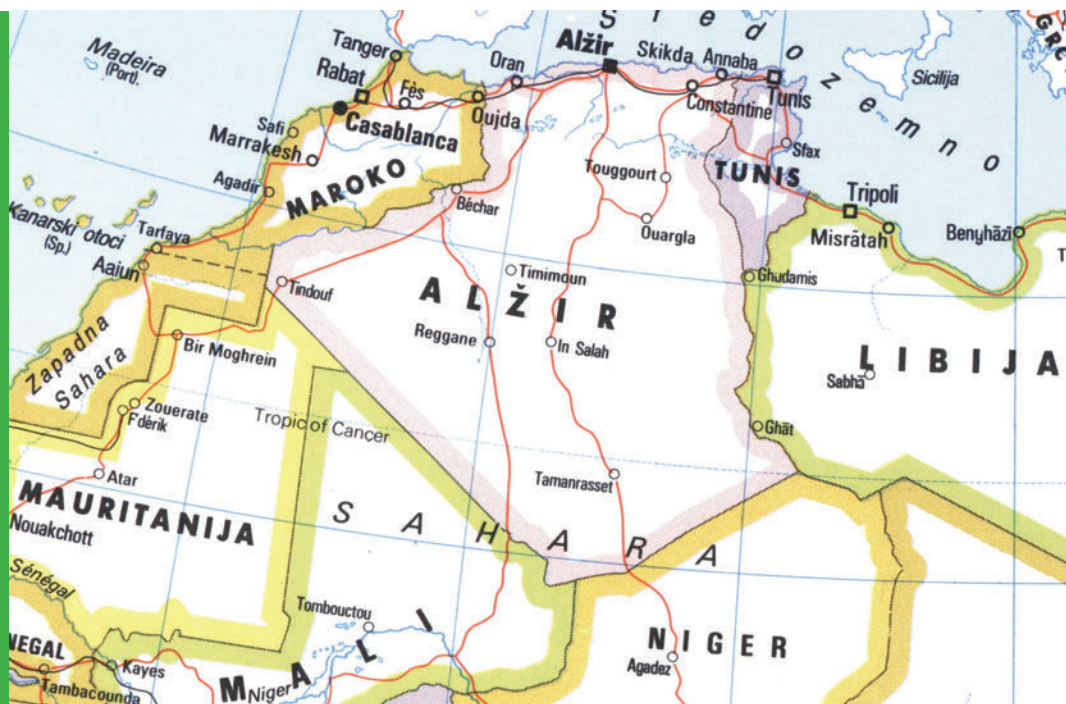 Sredozemno
Madeira
(Portl.)
Tanger
Rabat
Fès
Oran
Alžir
Skikda
Annaba
Tunis
Sicilija
GRČ
Constantine
Oujda
Casablanca
Safi
Marrakesh
MAROKO
Agadir
Sfax
TUNIS
Touggourt
Ouargla
Béchar
Tripoli
Misrātah
Benghāzī
Kanarski otoci
(Sp.)
Tarfaya
Aaiun
Tindouf
Timimoun
Ghudamis
ALŽIR
Reggane
In Salah
LIBIJA
Sabhā
Bir Moghrein
Zapadna
Sahara
Zouerate
F'dérik
Tropic of Cancer
Ghāt
Atar
Tamanrasset
MAURITANIJA
SAHARA
Nouakchott
Sénégal
Tombouctou
NEGAL
Kayes
Tambacounda
MALI
Niger
NIGER
Agadez